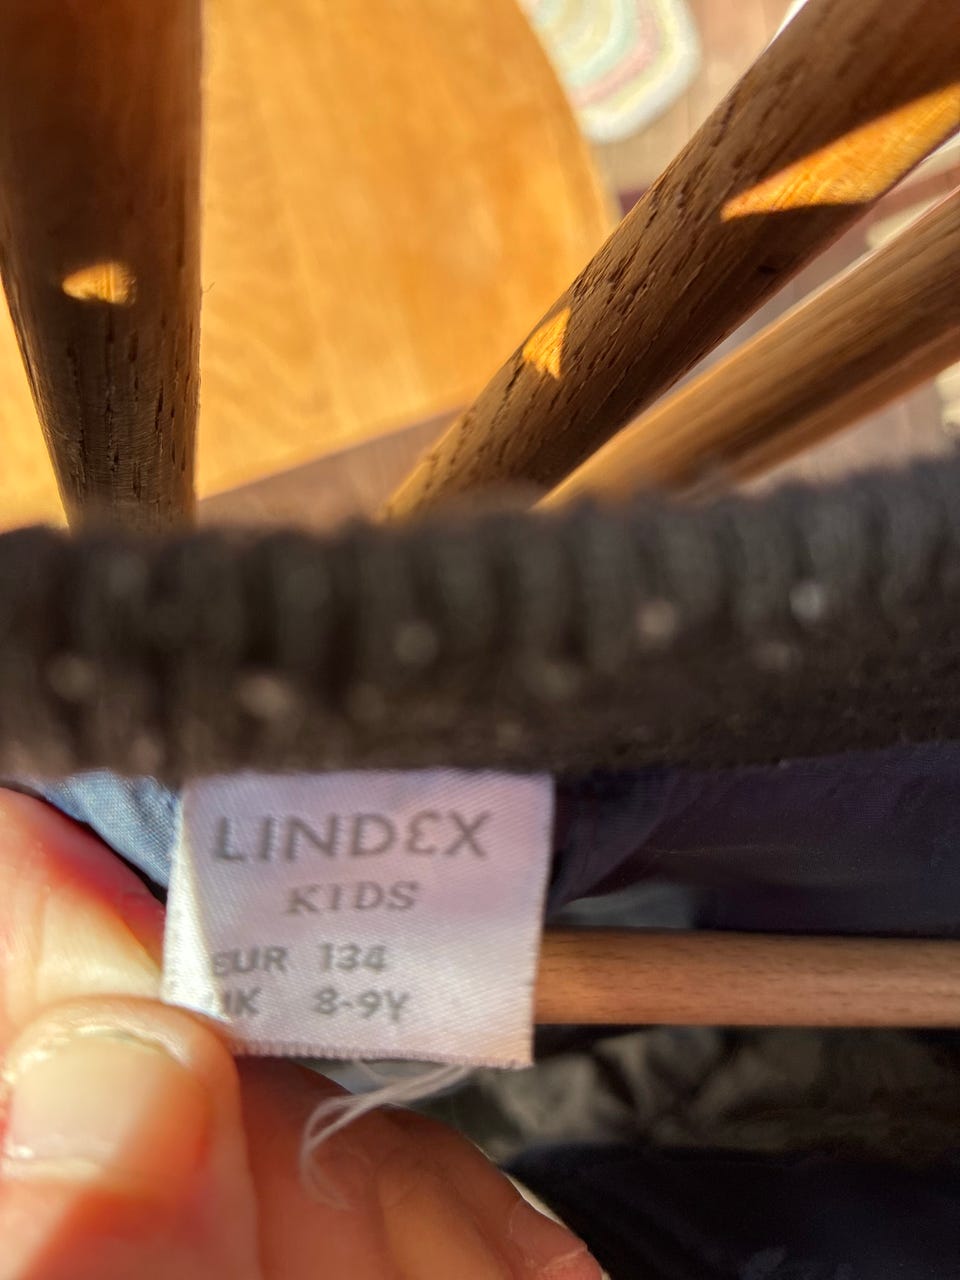 LINDEX
KIDS
EUR 134
UK 8-9Y